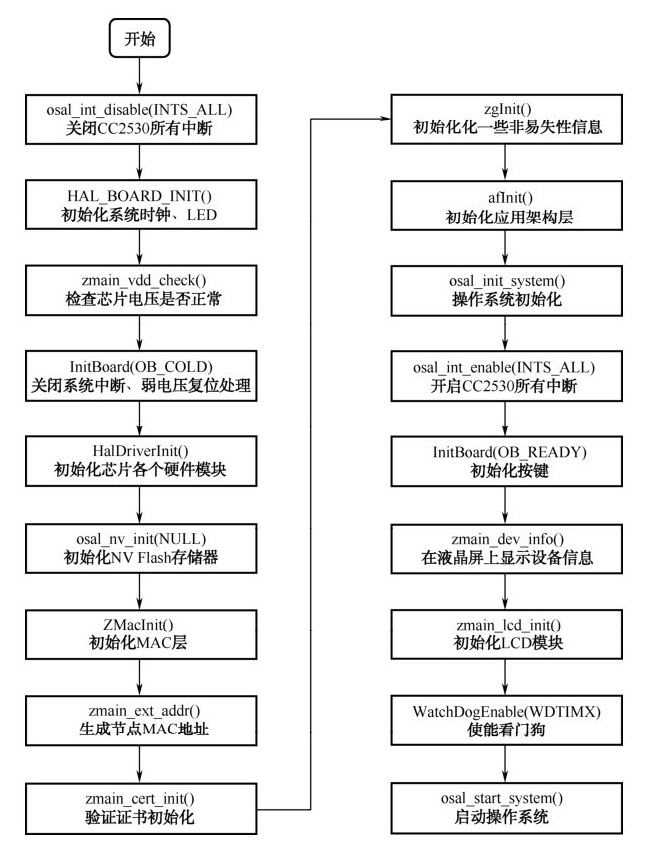 开始
osal_int_disable(INTS_ALL)
关闭CC2530所有中断
HAL_BOARD_INIT()
初始化系统时钟、LED
zmain_vdd_check()
检查芯片电压是否正常
InitBoard(OB_COLD)
关闭系统中断、弱电压复位处理
HalDriverInit()
初始化芯片各个硬件模块
osal_nv_init(NULL)
初始化NV Flash存储器
ZMacInit()
初始化MAC层
zmain_ext_addr()
生成节点MAC地址
zmain_cert_init()
验证证书初始化
zgInit()
初始化化一些非易失性信息
afInit()
初始化应用架构层
osal_init_system()
操作系统初始化
osal_int_enable(INTS_ALL)
开启CC2530所有中断
InitBoard(OB_READY)
初始化按键
zmain_dev_info()
在液晶屏上显示设备信息
zmain_lcd_init()
初始化LCD模块
WatchDogEnable(WDTIMX)
使能看门狗
osal_start_system()
启动操作系统